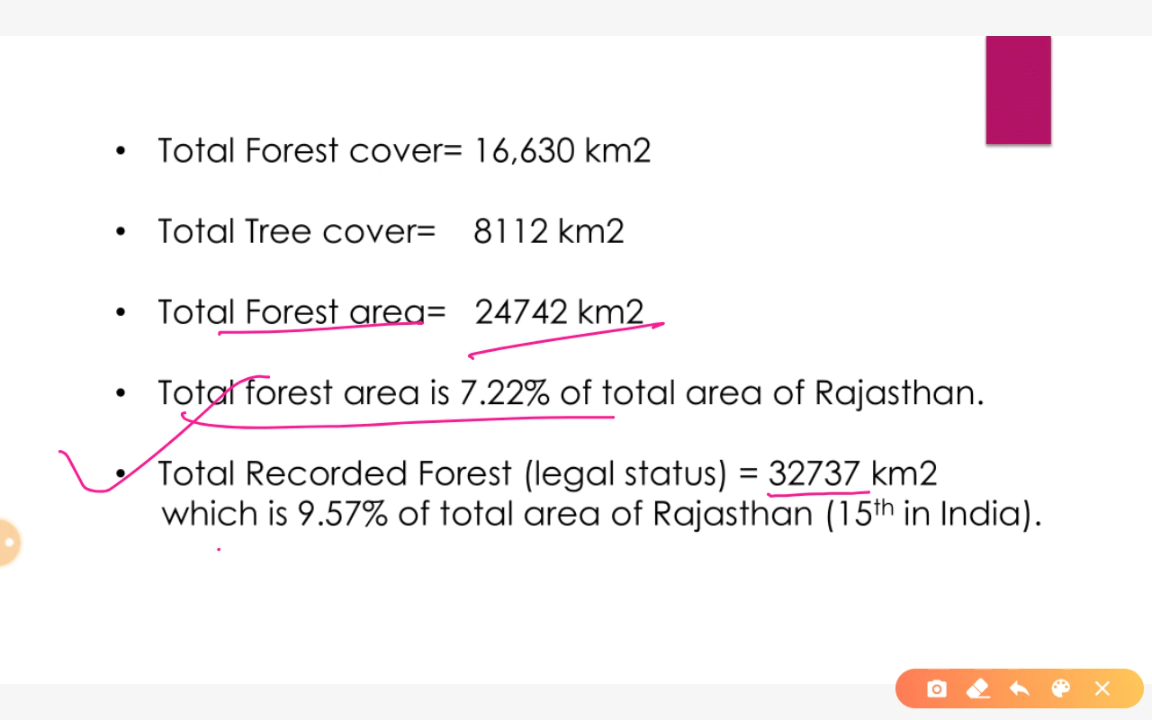 • Total Forest cover= 16,630 km2
• Total Tree cover= 8112 km2
• Total Forest area= 24742 km2
• Total forest area is 7.22% of total area of Rajasthan.
• Total Recorded Forest (legal status) = 32737 km2
which is 9.57% of total area of Rajasthan (15th in India).